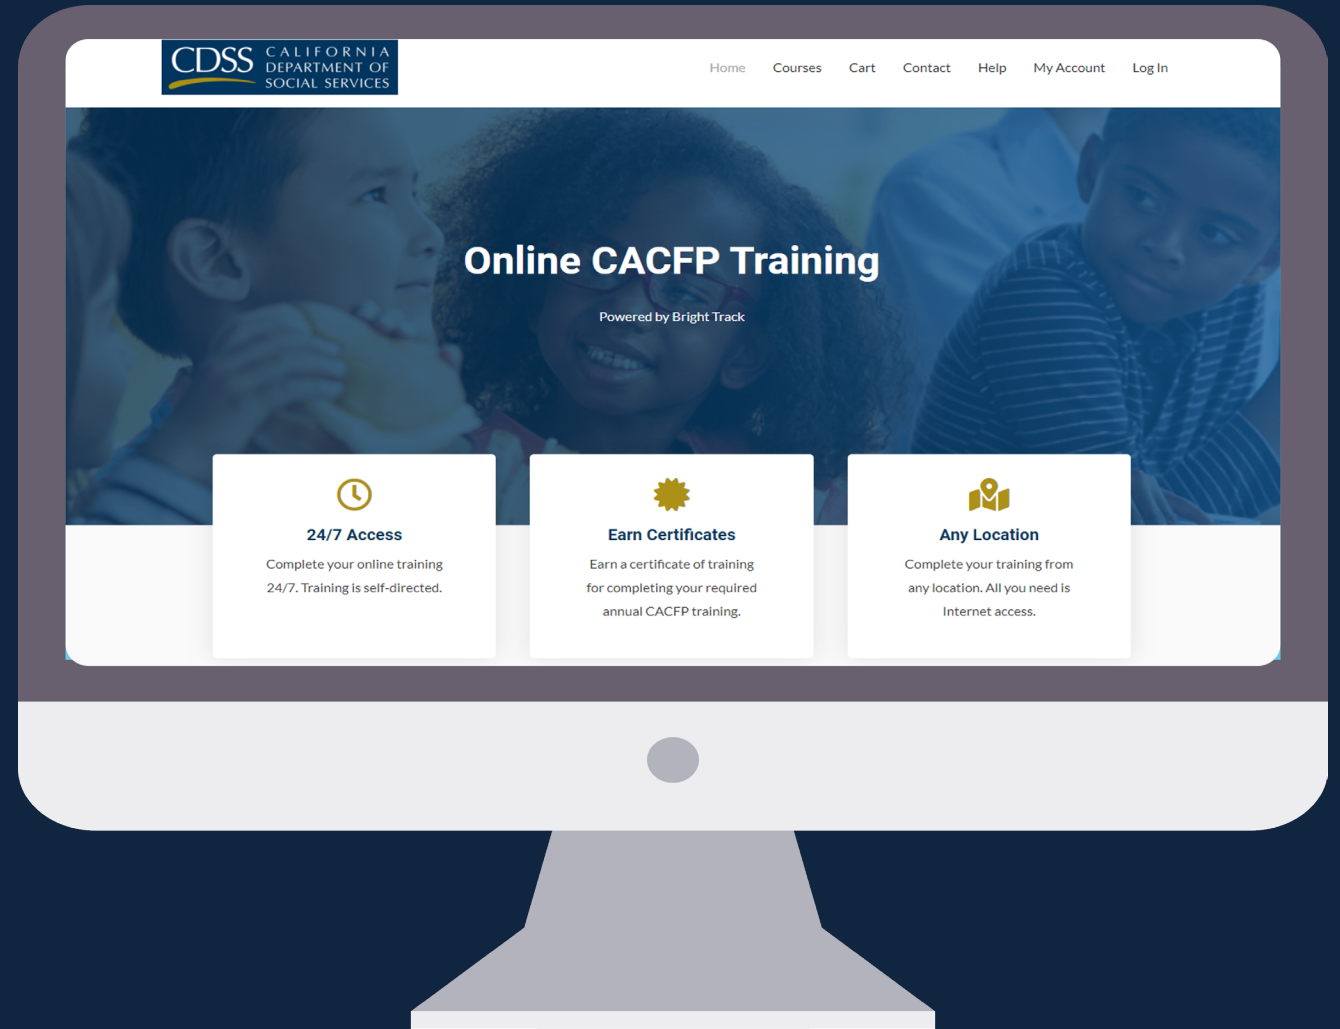 CDSS
CALIFORNIA
DEPARTMENT OF
SOCIAL SERVICES
Home Courses Cart Contact Help My Account Log In
Online CACFP Training
Powered by Bright Track
24/7 Access
Complete your online training
24/7. Training is self-directed.
Earn Certificates
Earn a certificate of training
for completing your required
annual CACFP training.
Any Location
Complete your training from
any location. All you need is
Internet access.